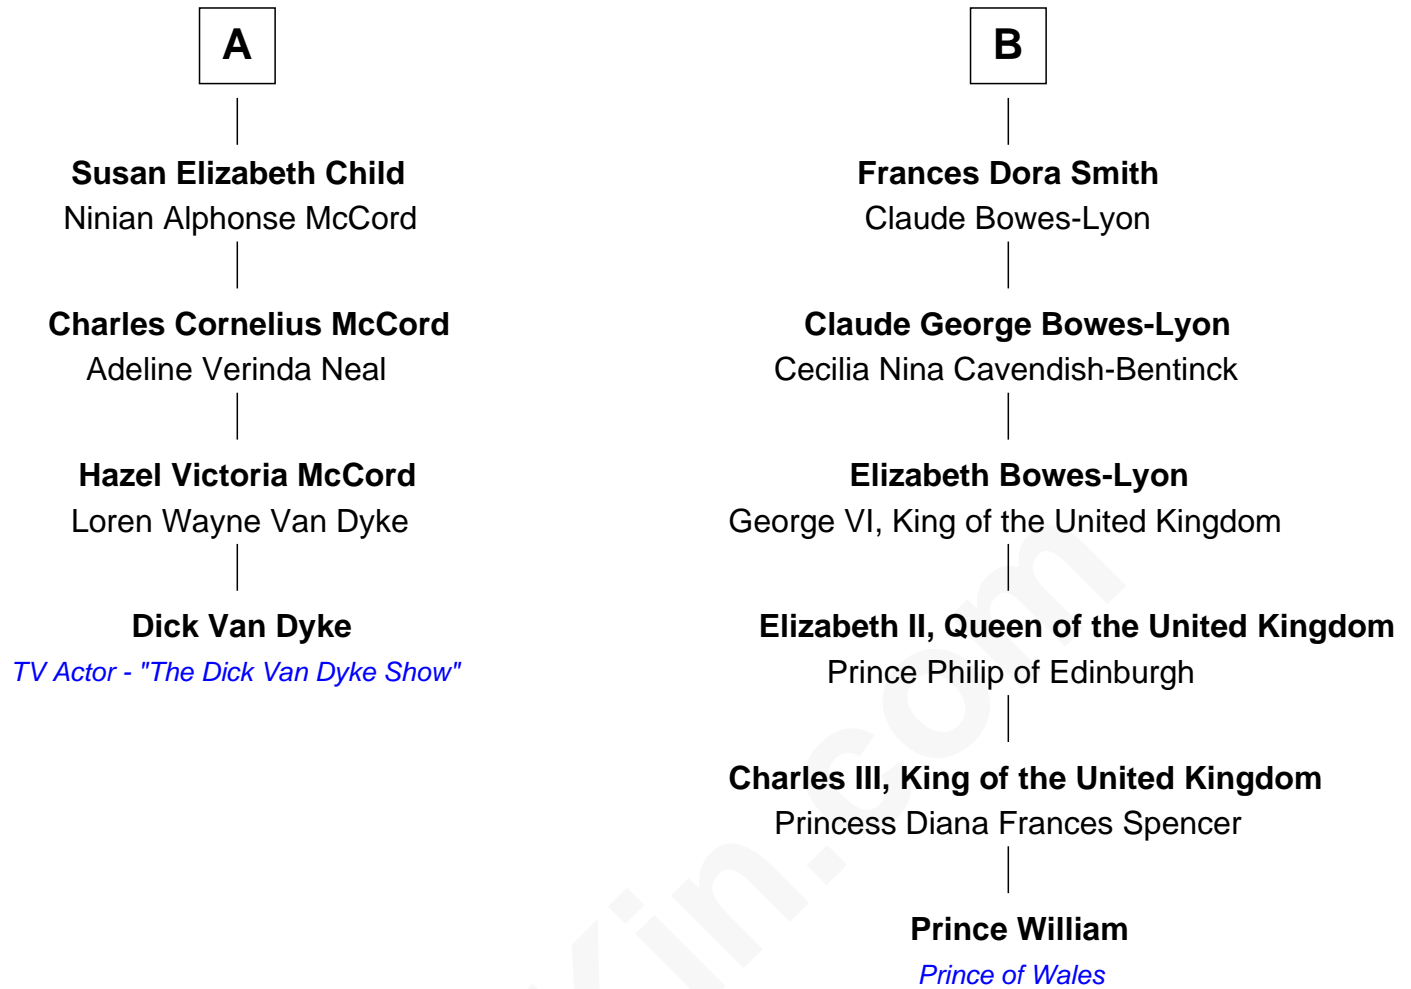 A
Susan Elizabeth Child
Ninian Alphonse McCord
Charles Cornelius McCord
Adeline Verinda Neal
Hazel Victoria McCord
Loren Wayne Van Dyke
Dick Van Dyke
TV Actor - "The Dick Van Dyke Show"
B
Frances Dora Smith
Claude Bowes-Lyon
Claude George Bowes-Lyon
Cecilia Nina Cavendish-Bentinck
Elizabeth Bowes-Lyon
George VI, King of the United Kingdom
Elizabeth II, Queen of the United Kingdom
Prince Philip of Edinburgh
Charles III, King of the United Kingdom
Princess Diana Frances Spencer
Prince William
Prince of Wales
Kin.com